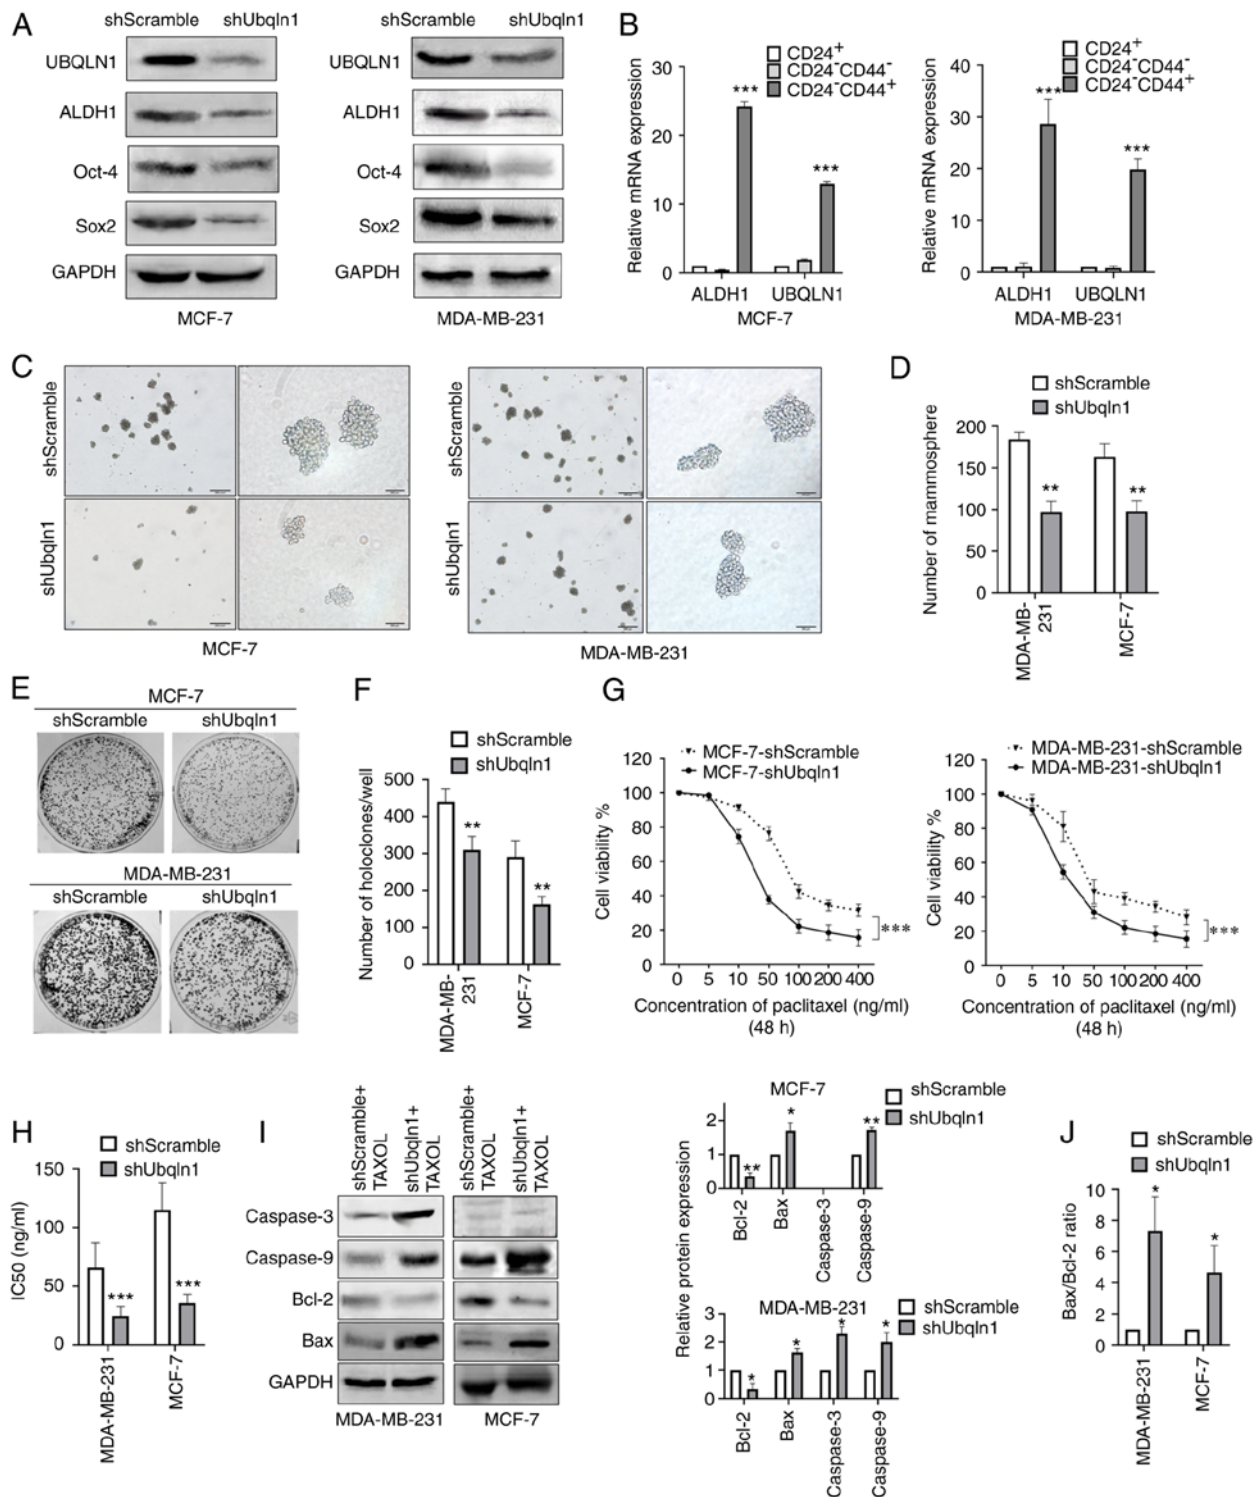 A
shScramble shUbqln1
UBQLN1
ALDH1
Oct-4
Sox2
GAPDH
MCF-7
shScramble shUbqln1
UBQLN1
ALDH1
Oct-4
Sox2
GAPDH
MDA-MB-231
B
CD24+
CD24-CD44-
CD24-CD44+
Relative mRNA expression
30
20
10
0
***
***
ALDH1 UBQLN1
MCF-7
CD24+
CD24-CD44-
CD24-CD44+
Relative mRNA expression
40
30
20
10
0
***
***
ALDH1 UBQLN1
MDA-MB-231
C
shScramble
shUbqln1
MCF-7
shScramble
shUbqln1
MDA-MB-231
D
shScramble
shUbqln1
Number of mammosphere
200
150
100
50
0
**
**
MDA-MB-
231
MCF-7
E
MCF-7
shScramble shUbqln1
MDA-MB-231
shScramble shUbqln1
F
shScramble
shUbqln1
Number of holoclones/well
500
400
300
200
100
0
**
**
MDA-MB-
231
MCF-7
G
MCF-7-shScramble
MCF-7-shUbqln1
Cell viability %
120
100
80
60
40
20
0
***
0 5 10 50 100 200 400
Concentration of paclitaxel (ng/ml)
(48 h)
MDA-MB-231-shScramble
MDA-MB-231-shUbqln1
Cell viability %
120
100
80
60
40
20
0
***
0 5 10 50 100 200 400
Concentration of paclitaxel (ng/ml)
(48 h)
H
shScramble
shUbqln1
IC50 (ng/ml)
150
100
50
0
***
***
MDA-MB-231
MCF-7
I
shScramble+
TAXOL
shUbqln1+
TAXOL
shScramble+
TAXOL
shUbqln1+
TAXOL
Caspase-3
Caspase-9
Bcl-2
Bax
GAPDH
MDA-MB-231 MCF-7
Relative protein expression
MCF-7
shScramble
shUbqln1
2
1
0
**
*
**
Bcl-2
Bax
Caspase-3
Caspase-9
MDA-MB-231
shScramble
shUbqln1
3
2
1
0
*
*
*
*
Bcl-2
Bax
Caspase-3
Caspase-9
J
shScramble
shUbqln1
Bax/Bcl-2 ratio
10
8
6
4
2
0
*
*
MDA-MB-231
MCF-7